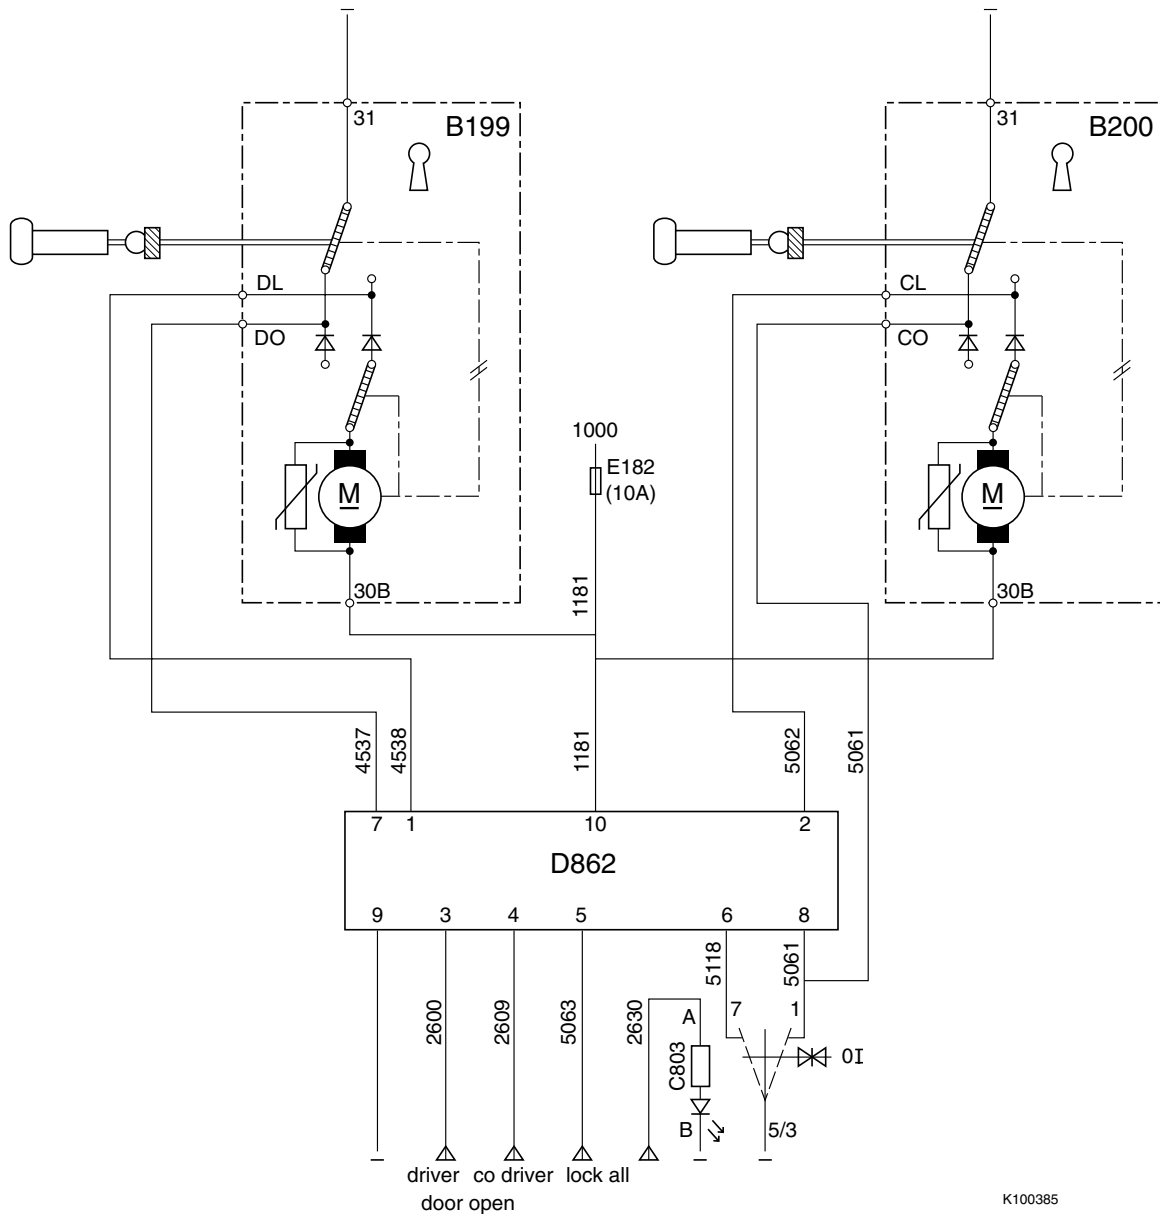 31
B199
31
B200
DL
DO
CL
CO
1000
E182
(10A)
M
M
30B
1181
30B
4537
4538
1181
5062
5061
7
1
10
2
D862
9
3
4
5
6
8
5118
5061
2600
2609
5063
2630
A
7
1
C803
OI
B
5/3
driver
co driver
lock all
door open
K100385